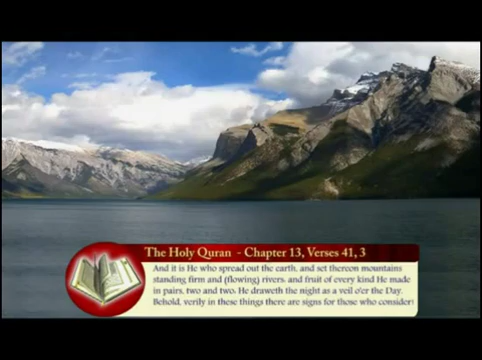 The Holy Quran - Chapter 13, Verses 41, 3
And it is He who spread out the earth, and set thereon mountains
standing firm and (flowing) rivers. and fruit of every kind He made
in pairs, two and two, He draweth the night as a veil o'er the Day.
Behold, verily in these things there are signs for those who consider!